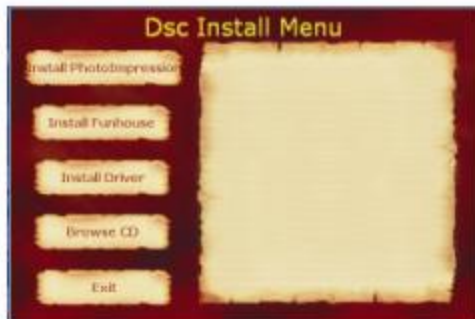 Dsc Install Menu
Install PhotoImpression
Install Funhouse
Install Driver
Browse CD
Exit